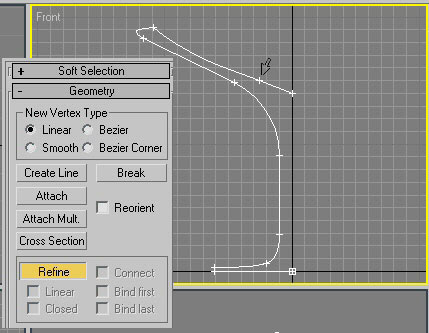 Front
+ Soft Selection
- Geometry
New Vertex Type
Linear Bezier
Smooth Bezier Corner
Create Line Break
Attach
Reorient
Attach Mult.
Cross Section
Refine Connect
Linear Bind first
Closed Bind last